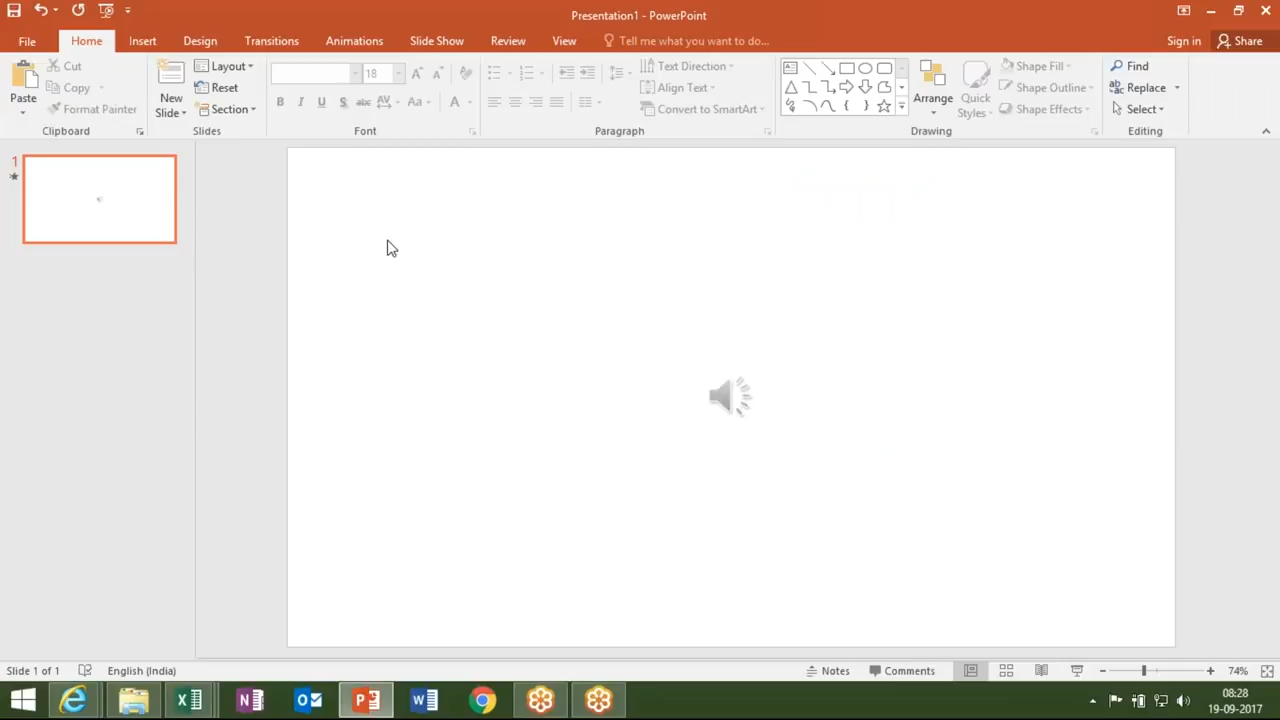 Presentation1 - PowerPoint
File Home Insert Design Transitions Animations Slide Show Review View Tell me what you want to do... Sign in Share
Paste
Cut
Copy
Format Painter
Clipboard
New Slide
Layout
Reset
Section
Slides
18
B I U S abc AV Aa A
Font
Text Direction
Align Text
Convert to SmartArt
Paragraph
Arrange
Quick Styles
Shape Fill
Shape Outline
Shape Effects
Drawing
Find
Replace
Select
Editing
1
Slide 1 of 1 English (India) Notes Comments 74%
08:28
19-09-2017